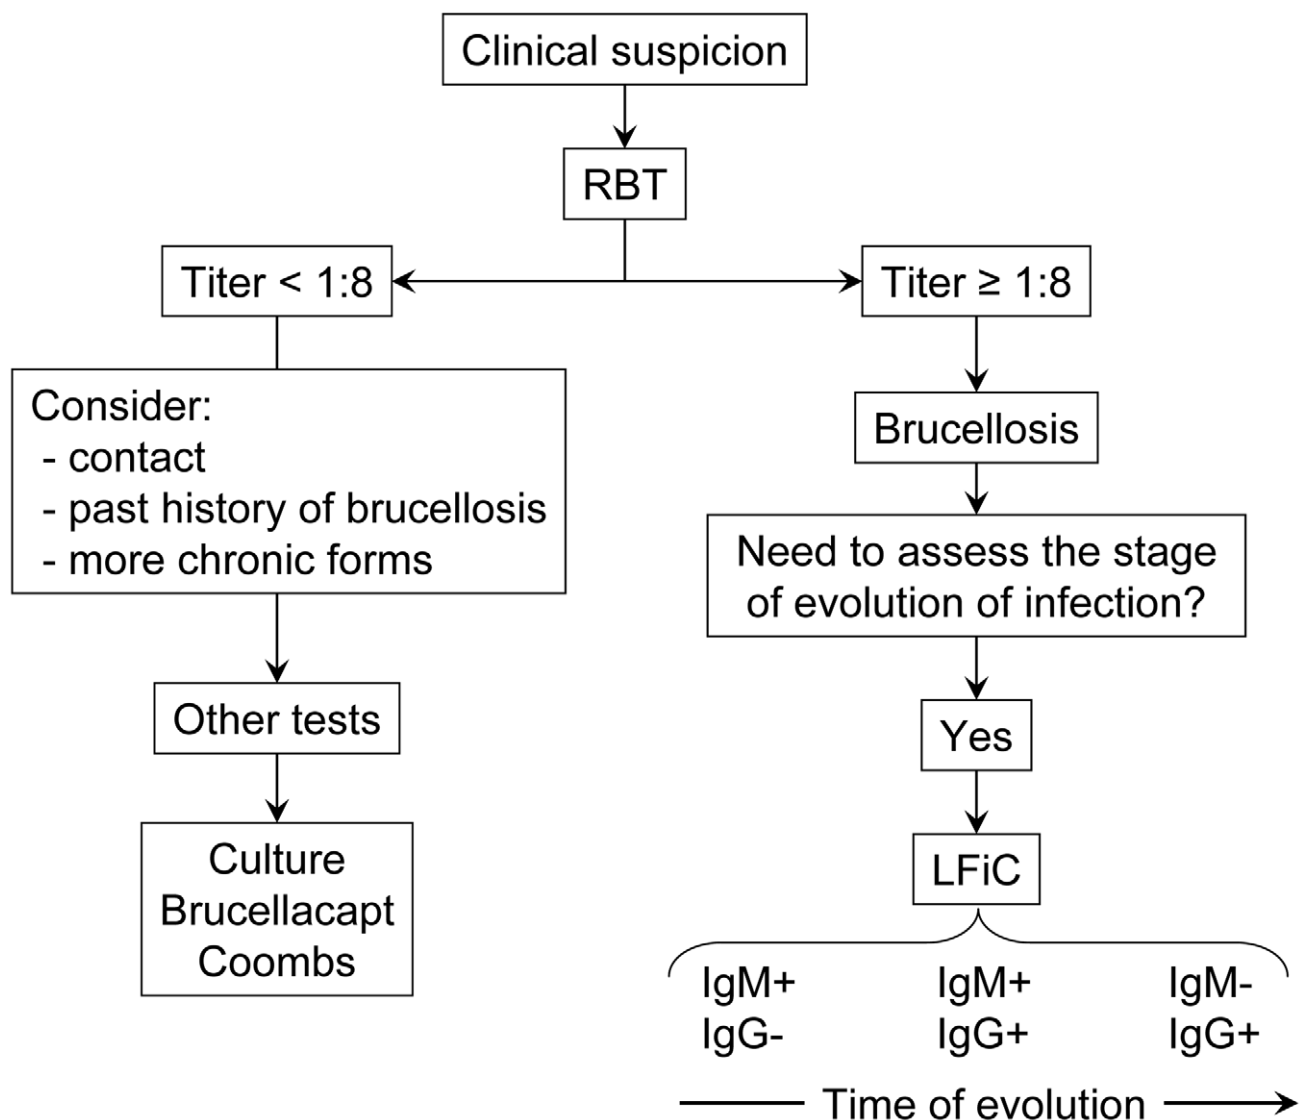 Clinical suspicion
RBT
Titer < 1:8
Titer ≥ 1:8
Consider:
- contact
- past history of brucellosis
- more chronic forms
Other tests
Culture
Brucellacapt
Coombs
Brucellosis
Need to assess the stage
of evolution of infection?
Yes
LFiC
IgM+ IgM+ IgM-
IgG- IgG+ IgG+
Time of evolution